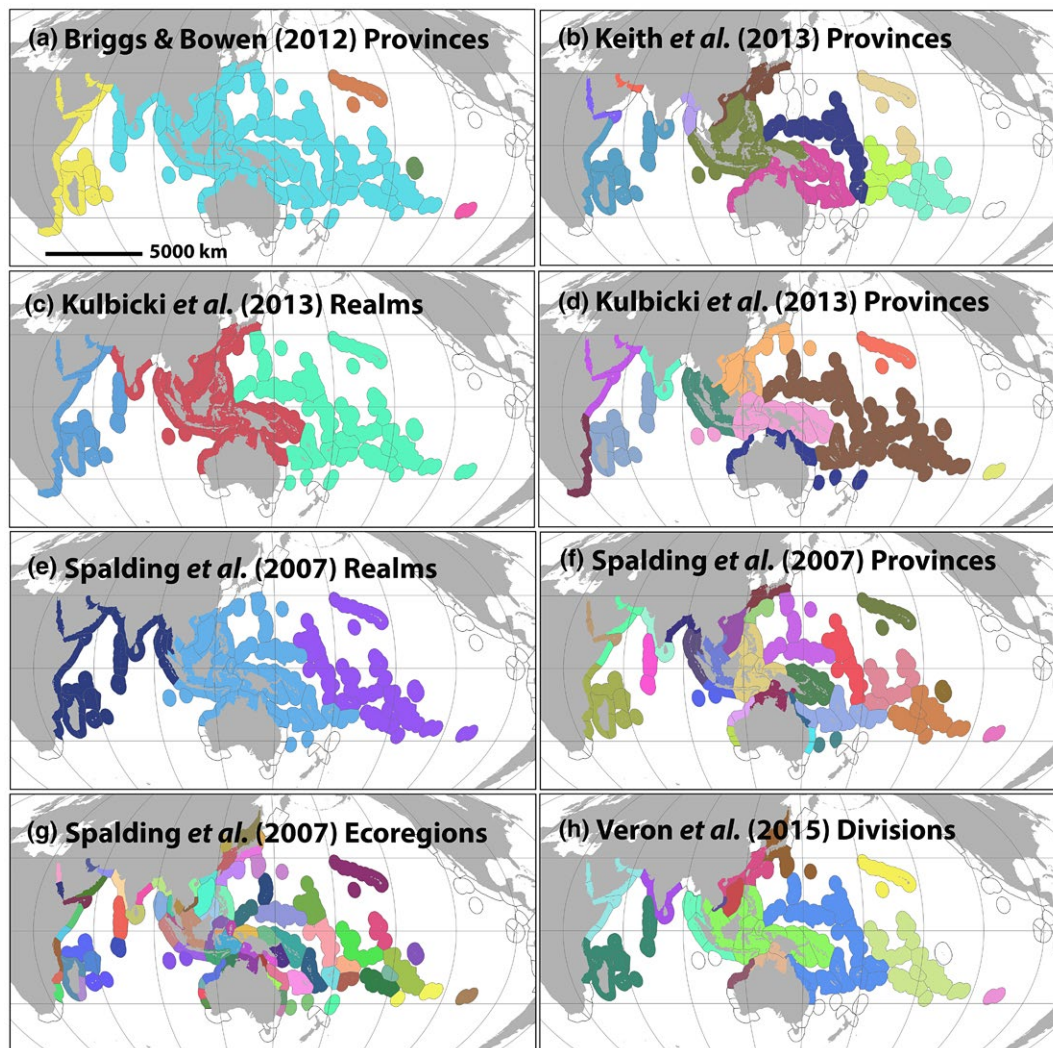 (a) Briggs & Bowen (2012) Provinces
5000 km
(b) Keith et al. (2013) Provinces
(c) Kulbicki et al. (2013) Realms
(d) Kulbicki et al. (2013) Provinces
(e) Spalding et al. (2007) Realms
(f) Spalding et al. (2007) Provinces
(g) Spalding et al. (2007) Ecoregions
(h) Veron et al. (2015) Divisions